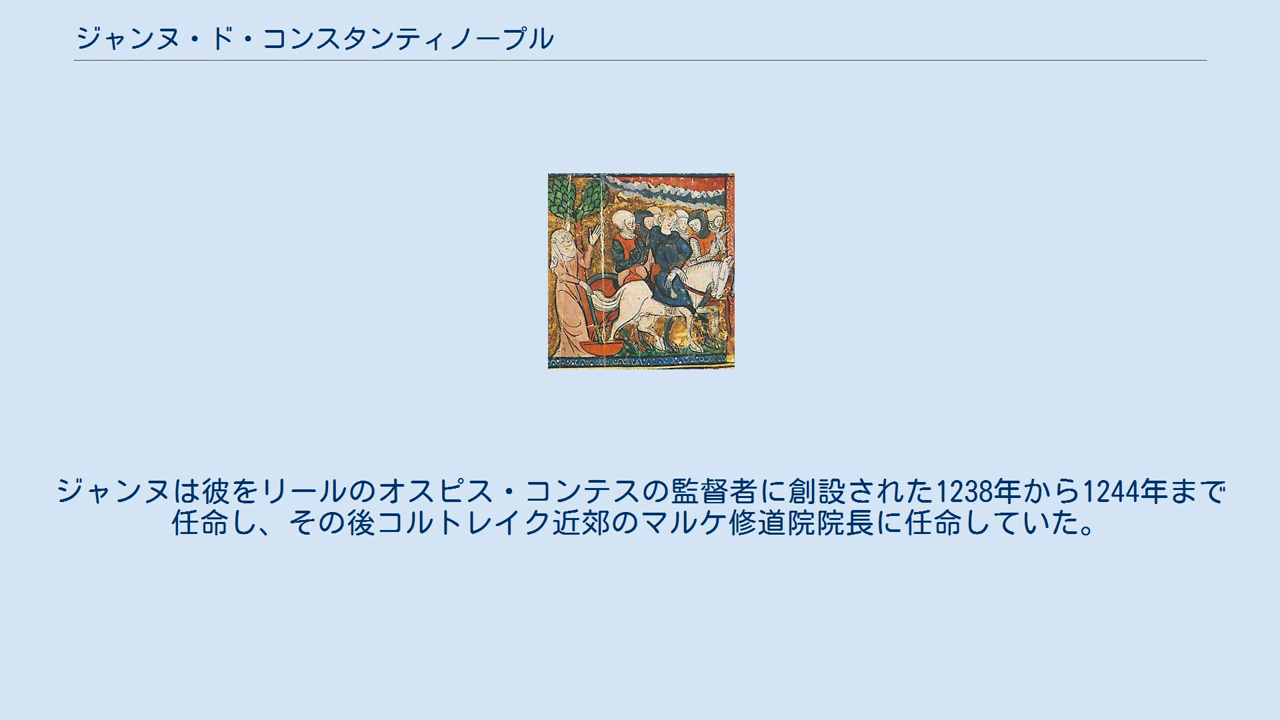 ジャンヌ・ド・コンスタンティノープル
ジャンヌは彼をリールのオスピス・コンテスの監督者に創設された1238年から1244年まで
任命し、その後コルトレイク近郊のマルケ修道院院長に任命していた。